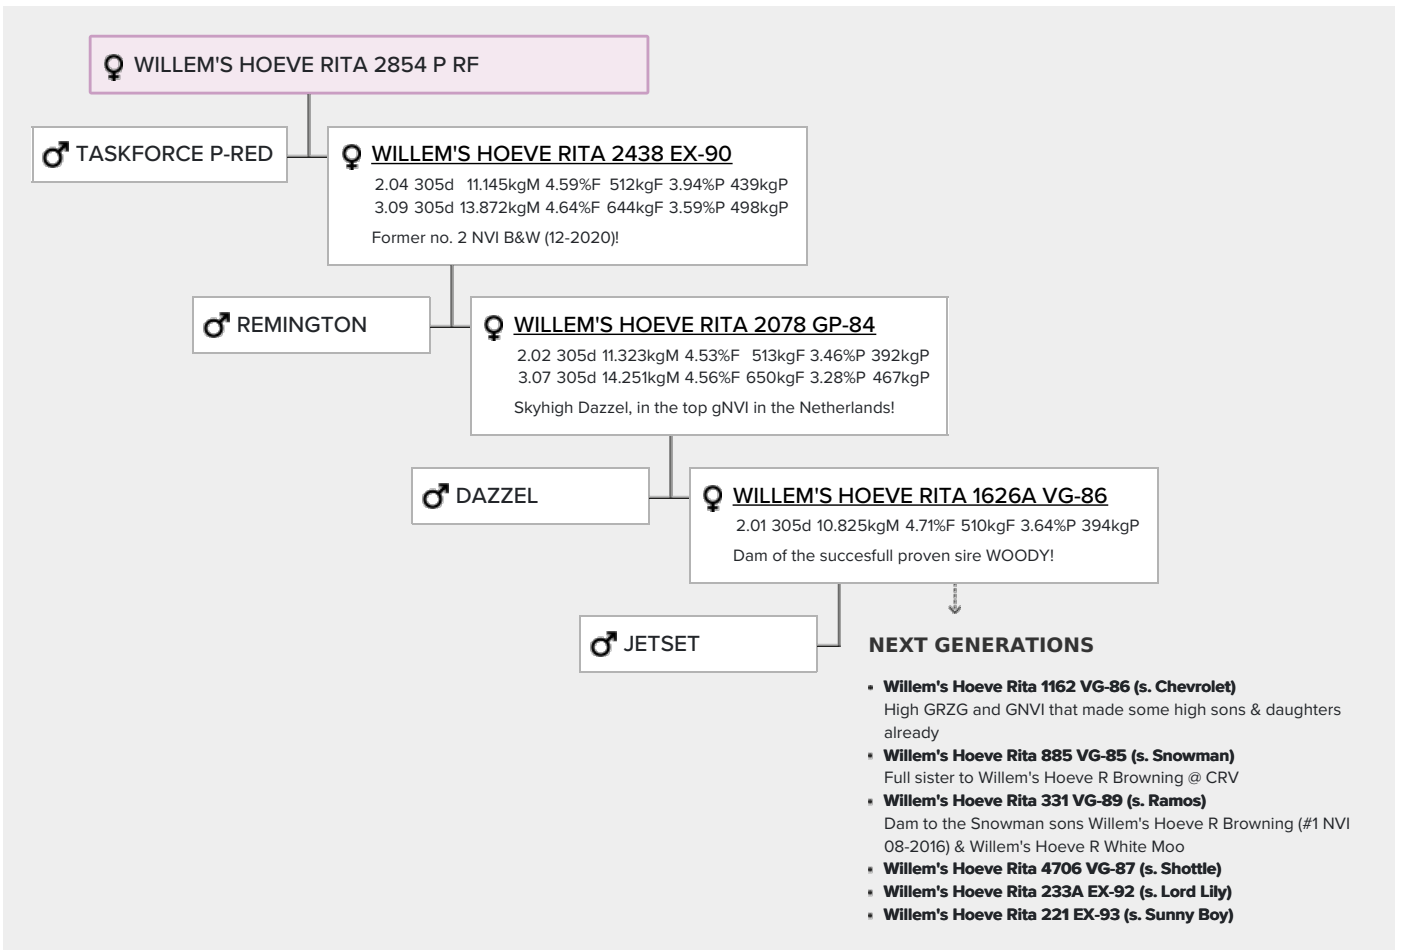 WILLEM'S HOEVE RITA 2854 P RF
TASKFORCE P-RED
WILLEM'S HOEVE RITA 2438 EX-90
2.04 305d 11.145kgM 4.59%F 512kgF 3.94%P 439kgP
3.09 305d 13.872kgM 4.64%F 644kgF 3.59%P 498kgP
Former no. 2 NVI B&W (12-2020)!
REMINGTON
WILLEM'S HOEVE RITA 2078 GP-84
2.02 305d 11.323kgM 4.53%F 513kgF 3.46%P 392kgP
3.07 305d 14.251kgM 4.56%F 650kgF 3.28%P 467kgP
Skyhigh Dazzel, in the top gNVI in the Netherlands!
DAZZEL
WILLEM'S HOEVE RITA 1626A VG-86
2.01 305d 10.825kgM 4.71%F 510kgF 3.64%P 394kgP
Dam of the succesfull proven sire WOODY!
JETSET
NEXT GENERATIONS
Willem's Hoeve Rita 1162 VG-86 (s. Chevrolet)
High GRZG and GNVI that made some high sons & daughters
already
Willem's Hoeve Rita 885 VG-85 (s. Snowman)
Full sister to Willem's Hoeve R Browning @ CRV
Willem's Hoeve Rita 331 VG-89 (s. Ramos)
Dam to the Snowman sons Willem's Hoeve R Browning (#1 NVI
08-2016) & Willem's Hoeve R White Moo
Willem's Hoeve Rita 4706 VG-87 (s. Shottle)
Willem's Hoeve Rita 233A EX-92 (s. Lord Lily)
Willem's Hoeve Rita 221 EX-93 (s. Sunny Boy)